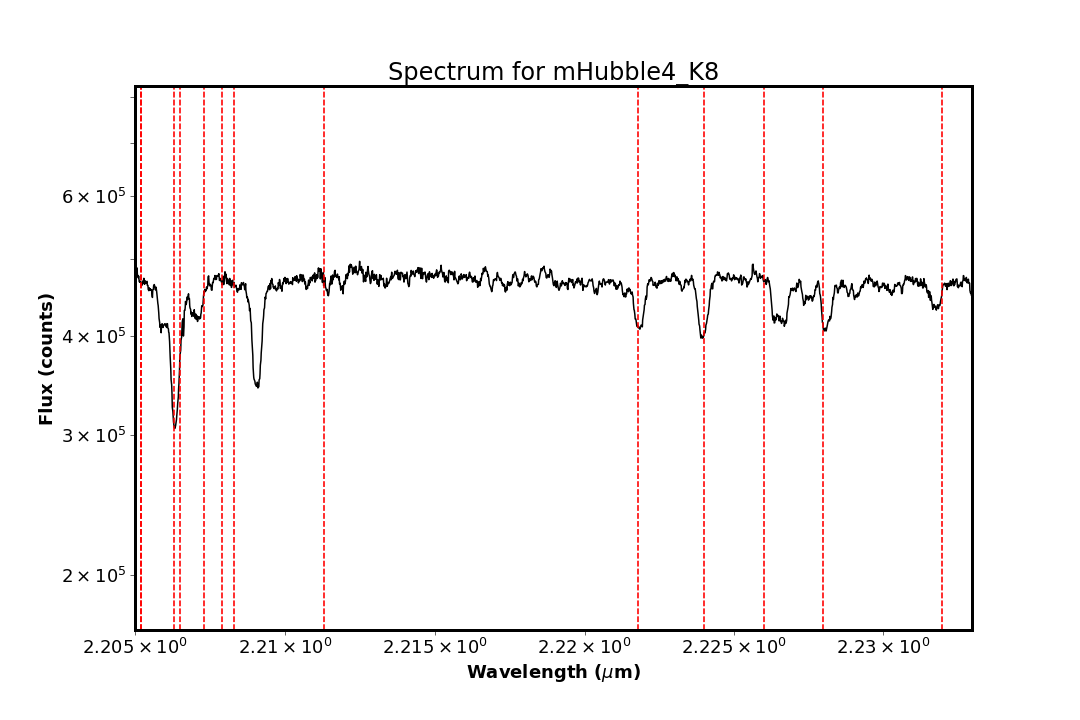 Spectrum for mHubble4_K8
Flux (counts)
6 × 10⁵
4 × 10⁵
3 × 10⁵
2 × 10⁵
2.205 × 10⁰ 2.21 × 10⁰ 2.215 × 10⁰ 2.22 × 10⁰ 2.225 × 10⁰ 2.23 × 10⁰
Wavelength (μm)